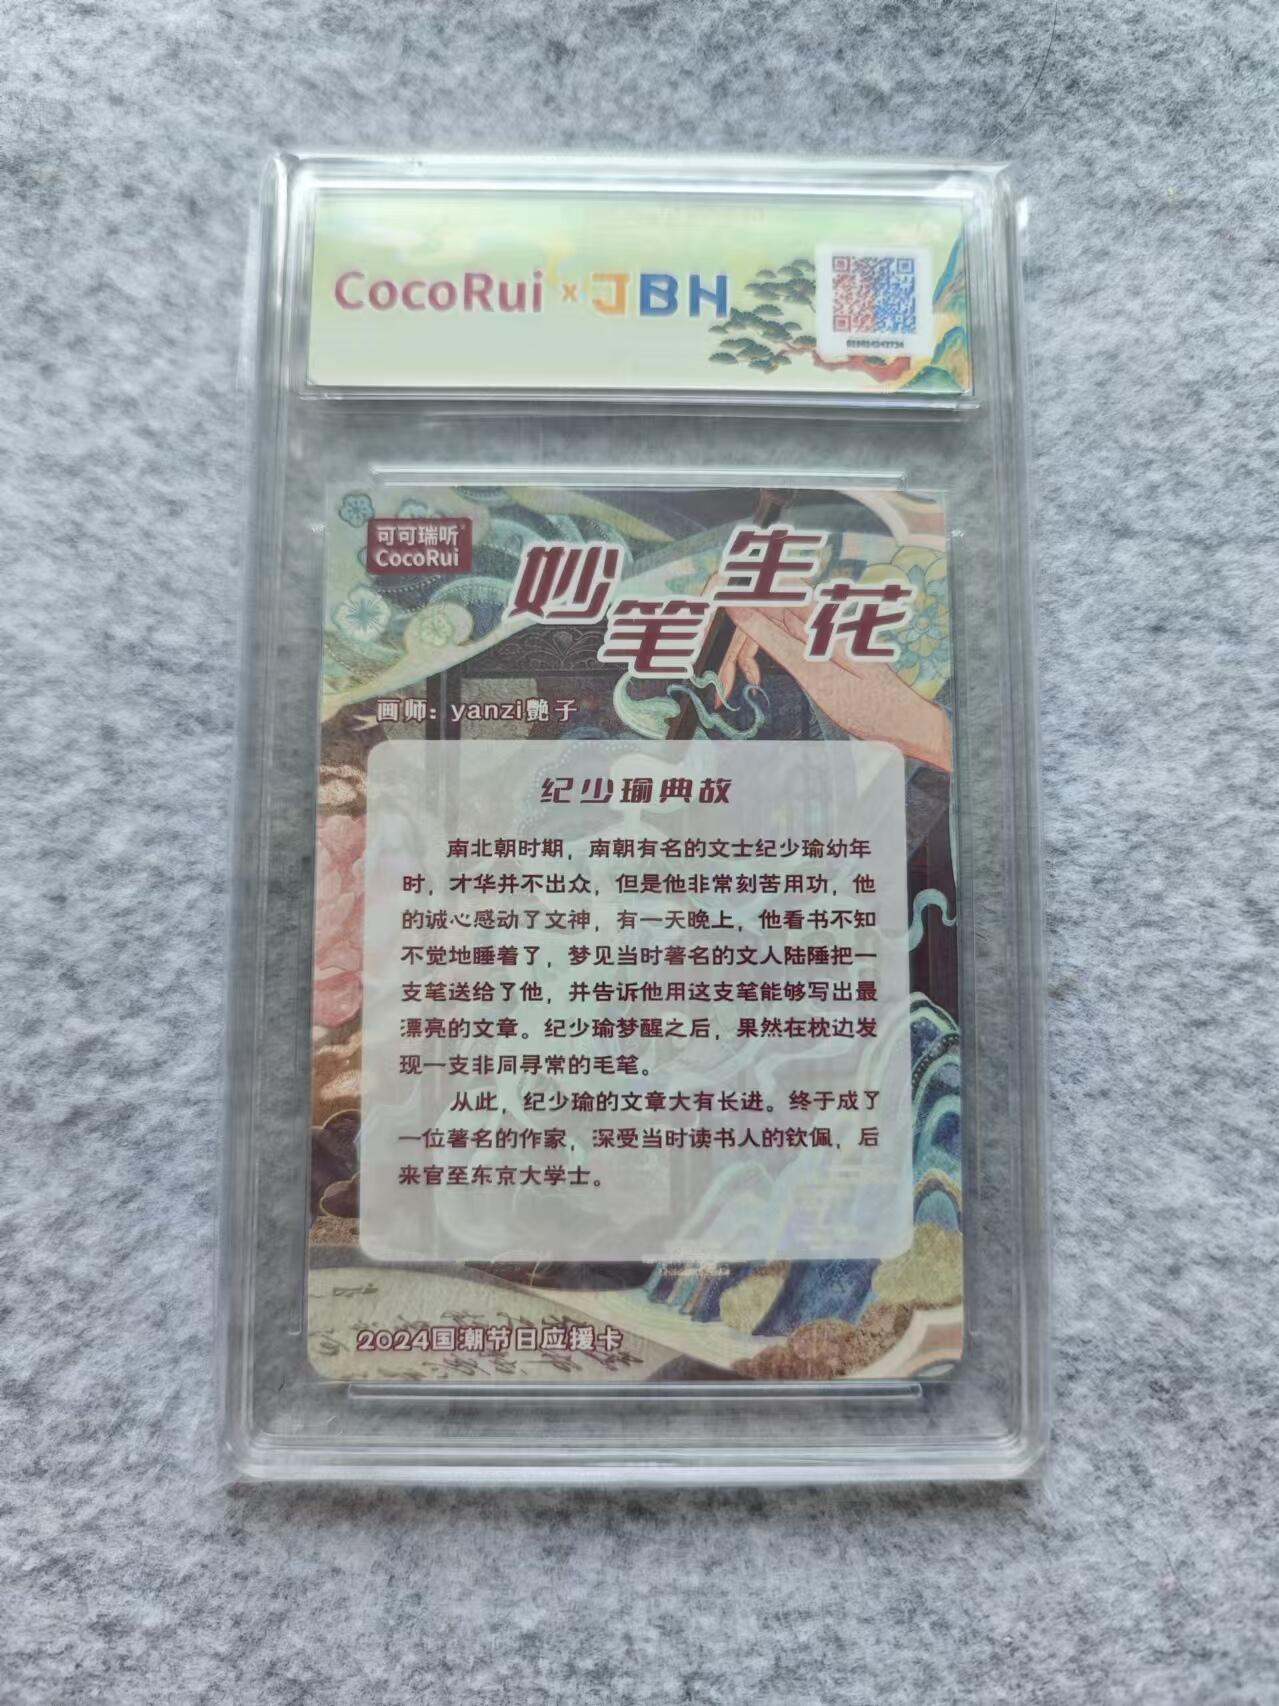 CocoRui x JBH
可可瑞听®
CocoRui
妙笔生花
画师：yanzi艷子
纪少瑜典故
南北朝时期，南朝有名的文士纪少瑜幼年
时，才华并不出众，但是他非常刻苦用功，他
的诚心感动了文神，有一天晚上，他看书不知
不觉地睡着了，梦见当时著名的文人陆陲把一
支笔送给了他，并告诉他用这支笔能够写出最
漂亮的文章。纪少瑜梦醒之后，果然在枕边发
现一支非同寻常的毛笔。
从此，纪少瑜的文章大有长进。终于成了
一位著名的作家，深受当时读书人的钦佩，后
来官至东京大学士。
2024国潮节日应援卡